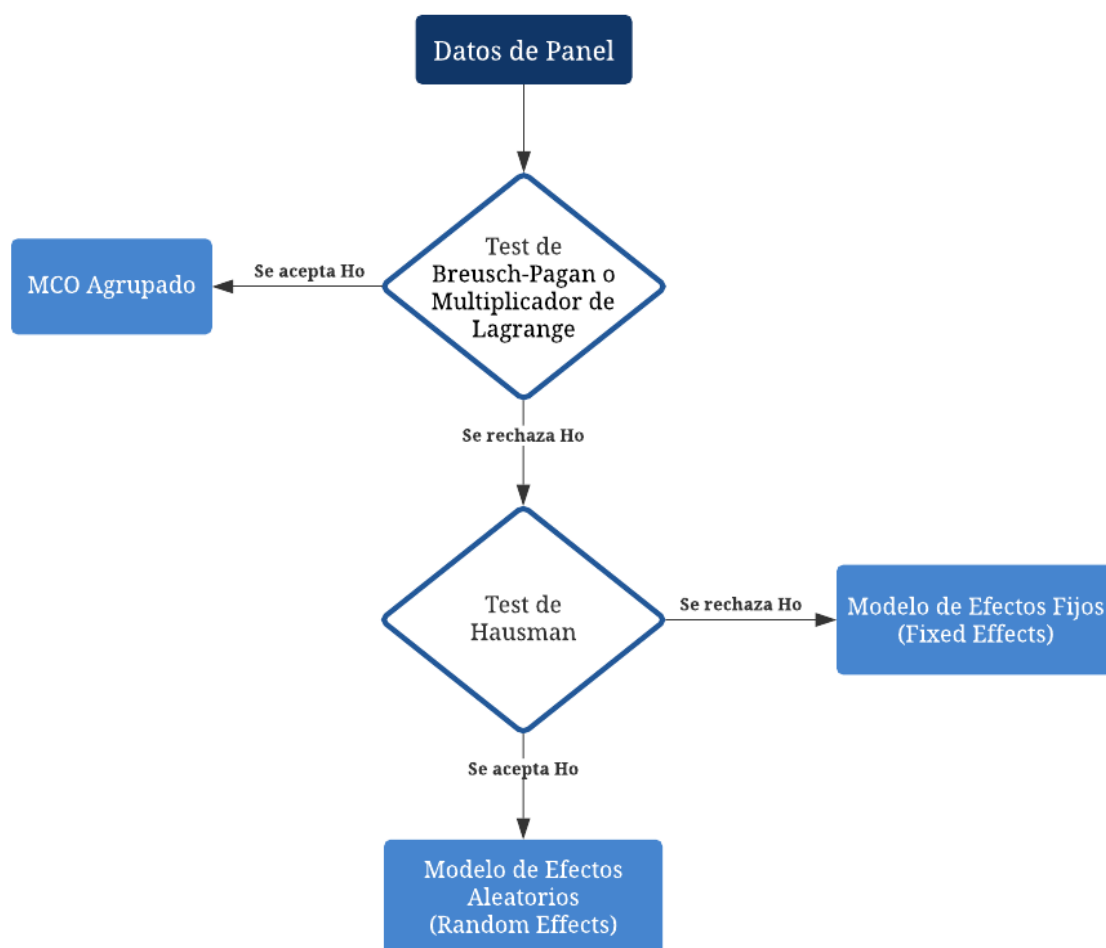 Datos de Panel
Test de
Breusch-Pagan o
Multiplicador de
Lagrange
Se acepta Ho
MCO Agrupado
Se rechaza Ho
Test de
Hausman
Se rechaza Ho
Modelo de Efectos Fijos
(Fixed Effects)
Se acepta Ho
Modelo de Efectos
Aleatorios
(Random Effects)